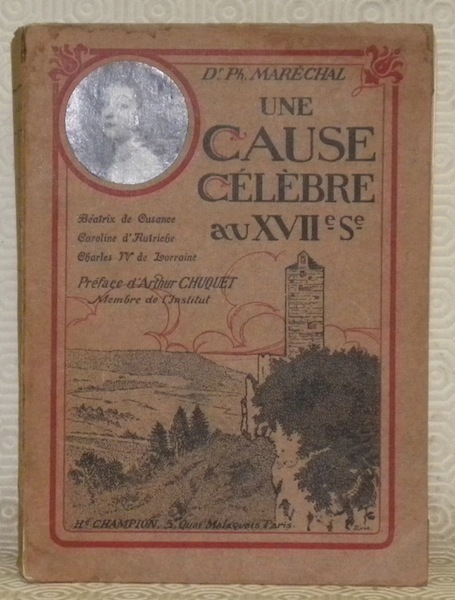 Dr Ph. MARÉCHAL
UNE
CAUSE
CÉLÈBRE
au XVIIe Se
Béatrix de Cusance
Caroline d'Autriche
Charles IV de Lorraine
Préface d'Arthur CHUQUET
Membre de l'Institut
Hé CHAMPION, 5, Quai Malaquais Paris